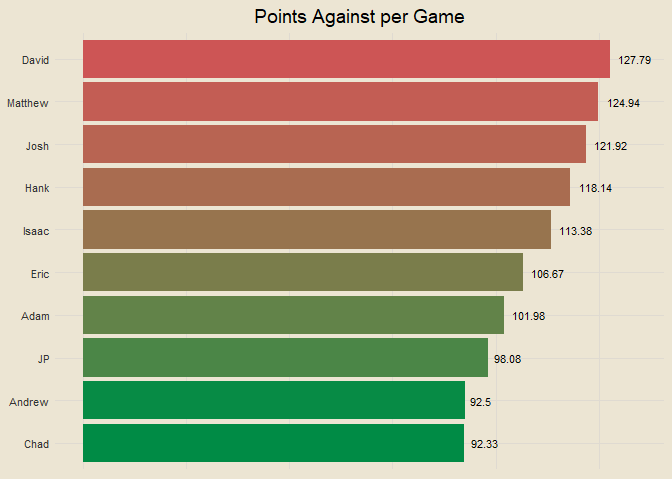 Points Against per Game
David 127.79
Matthew 124.94
Josh 121.92
Hank 118.14
Isaac 113.38
Eric 106.67
Adam 101.98
JP 98.08
Andrew 92.5
Chad 92.33